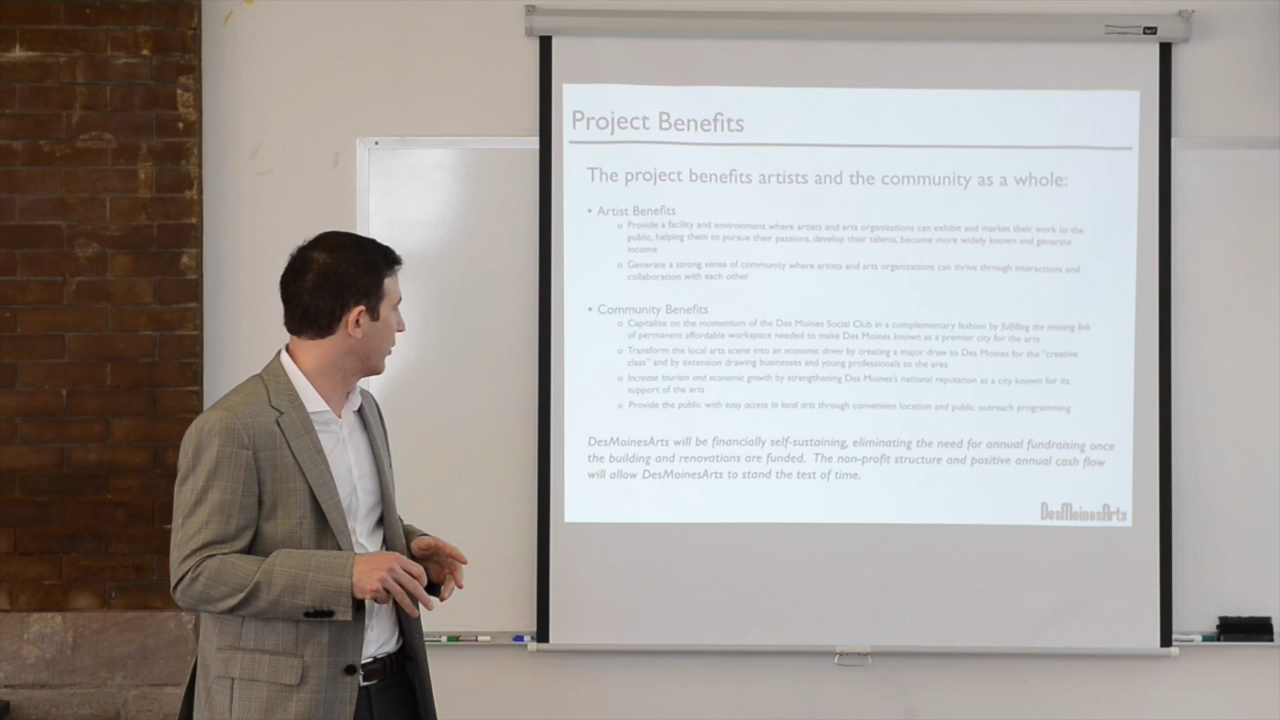 Project Benefits
The project benefits artists and the community as a whole:
• Artist Benefits
o Provide a facility and environment where artists and arts organizations can exhibit and market their work to the
public, helping them to pursue their passions, develop their talents, become more widely known and generate
income
o Generate a strong sense of community where artists and arts organizations can thrive through interactions and
collaboration with each other
• Community Benefits
o Capitalize on the momentum of the Des Moines Social Club in a complementary fashion by fulfilling the missing link
of permanent affordable workspace needed to make Des Moines known as a premier city for the arts
o Transform the local arts scene into an economic driver by creating a major draw to Des Moines for the "creative
class" and by extension drawing businesses and young professionals to the area
o Increase tourism and economic growth by strengthening Des Moines's national reputation as a city known for its
support of the arts
o Provide the public with easy access to local arts through convenient location and public outreach programming
DesMoinesArts will be financially self-sustaining, eliminating the need for annual fundraising once
the building and renovations are funded. The non-profit structure and positive annual cash flow
will allow DesMoinesArts to stand the test of time.
DesMoinesArts